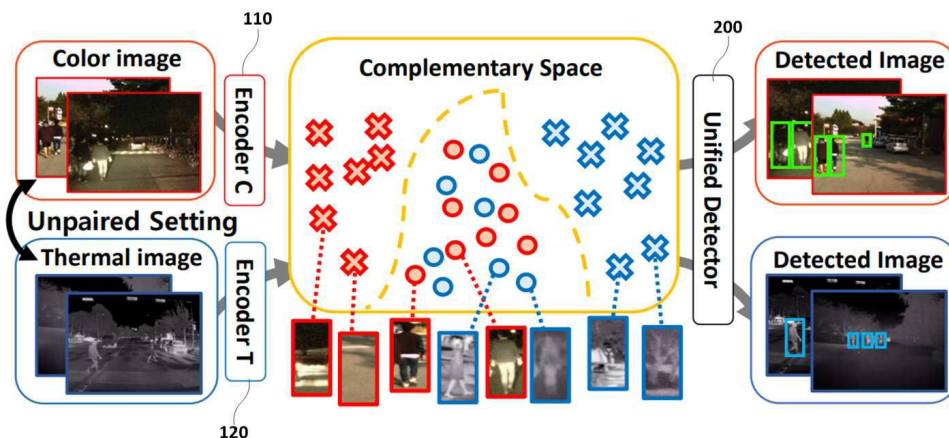 110
200
Color image
Encoder C
Complementary Space
Unified Detector
Detected Image
Unpaired Setting
Thermal image
Encoder T
Detected Image
120